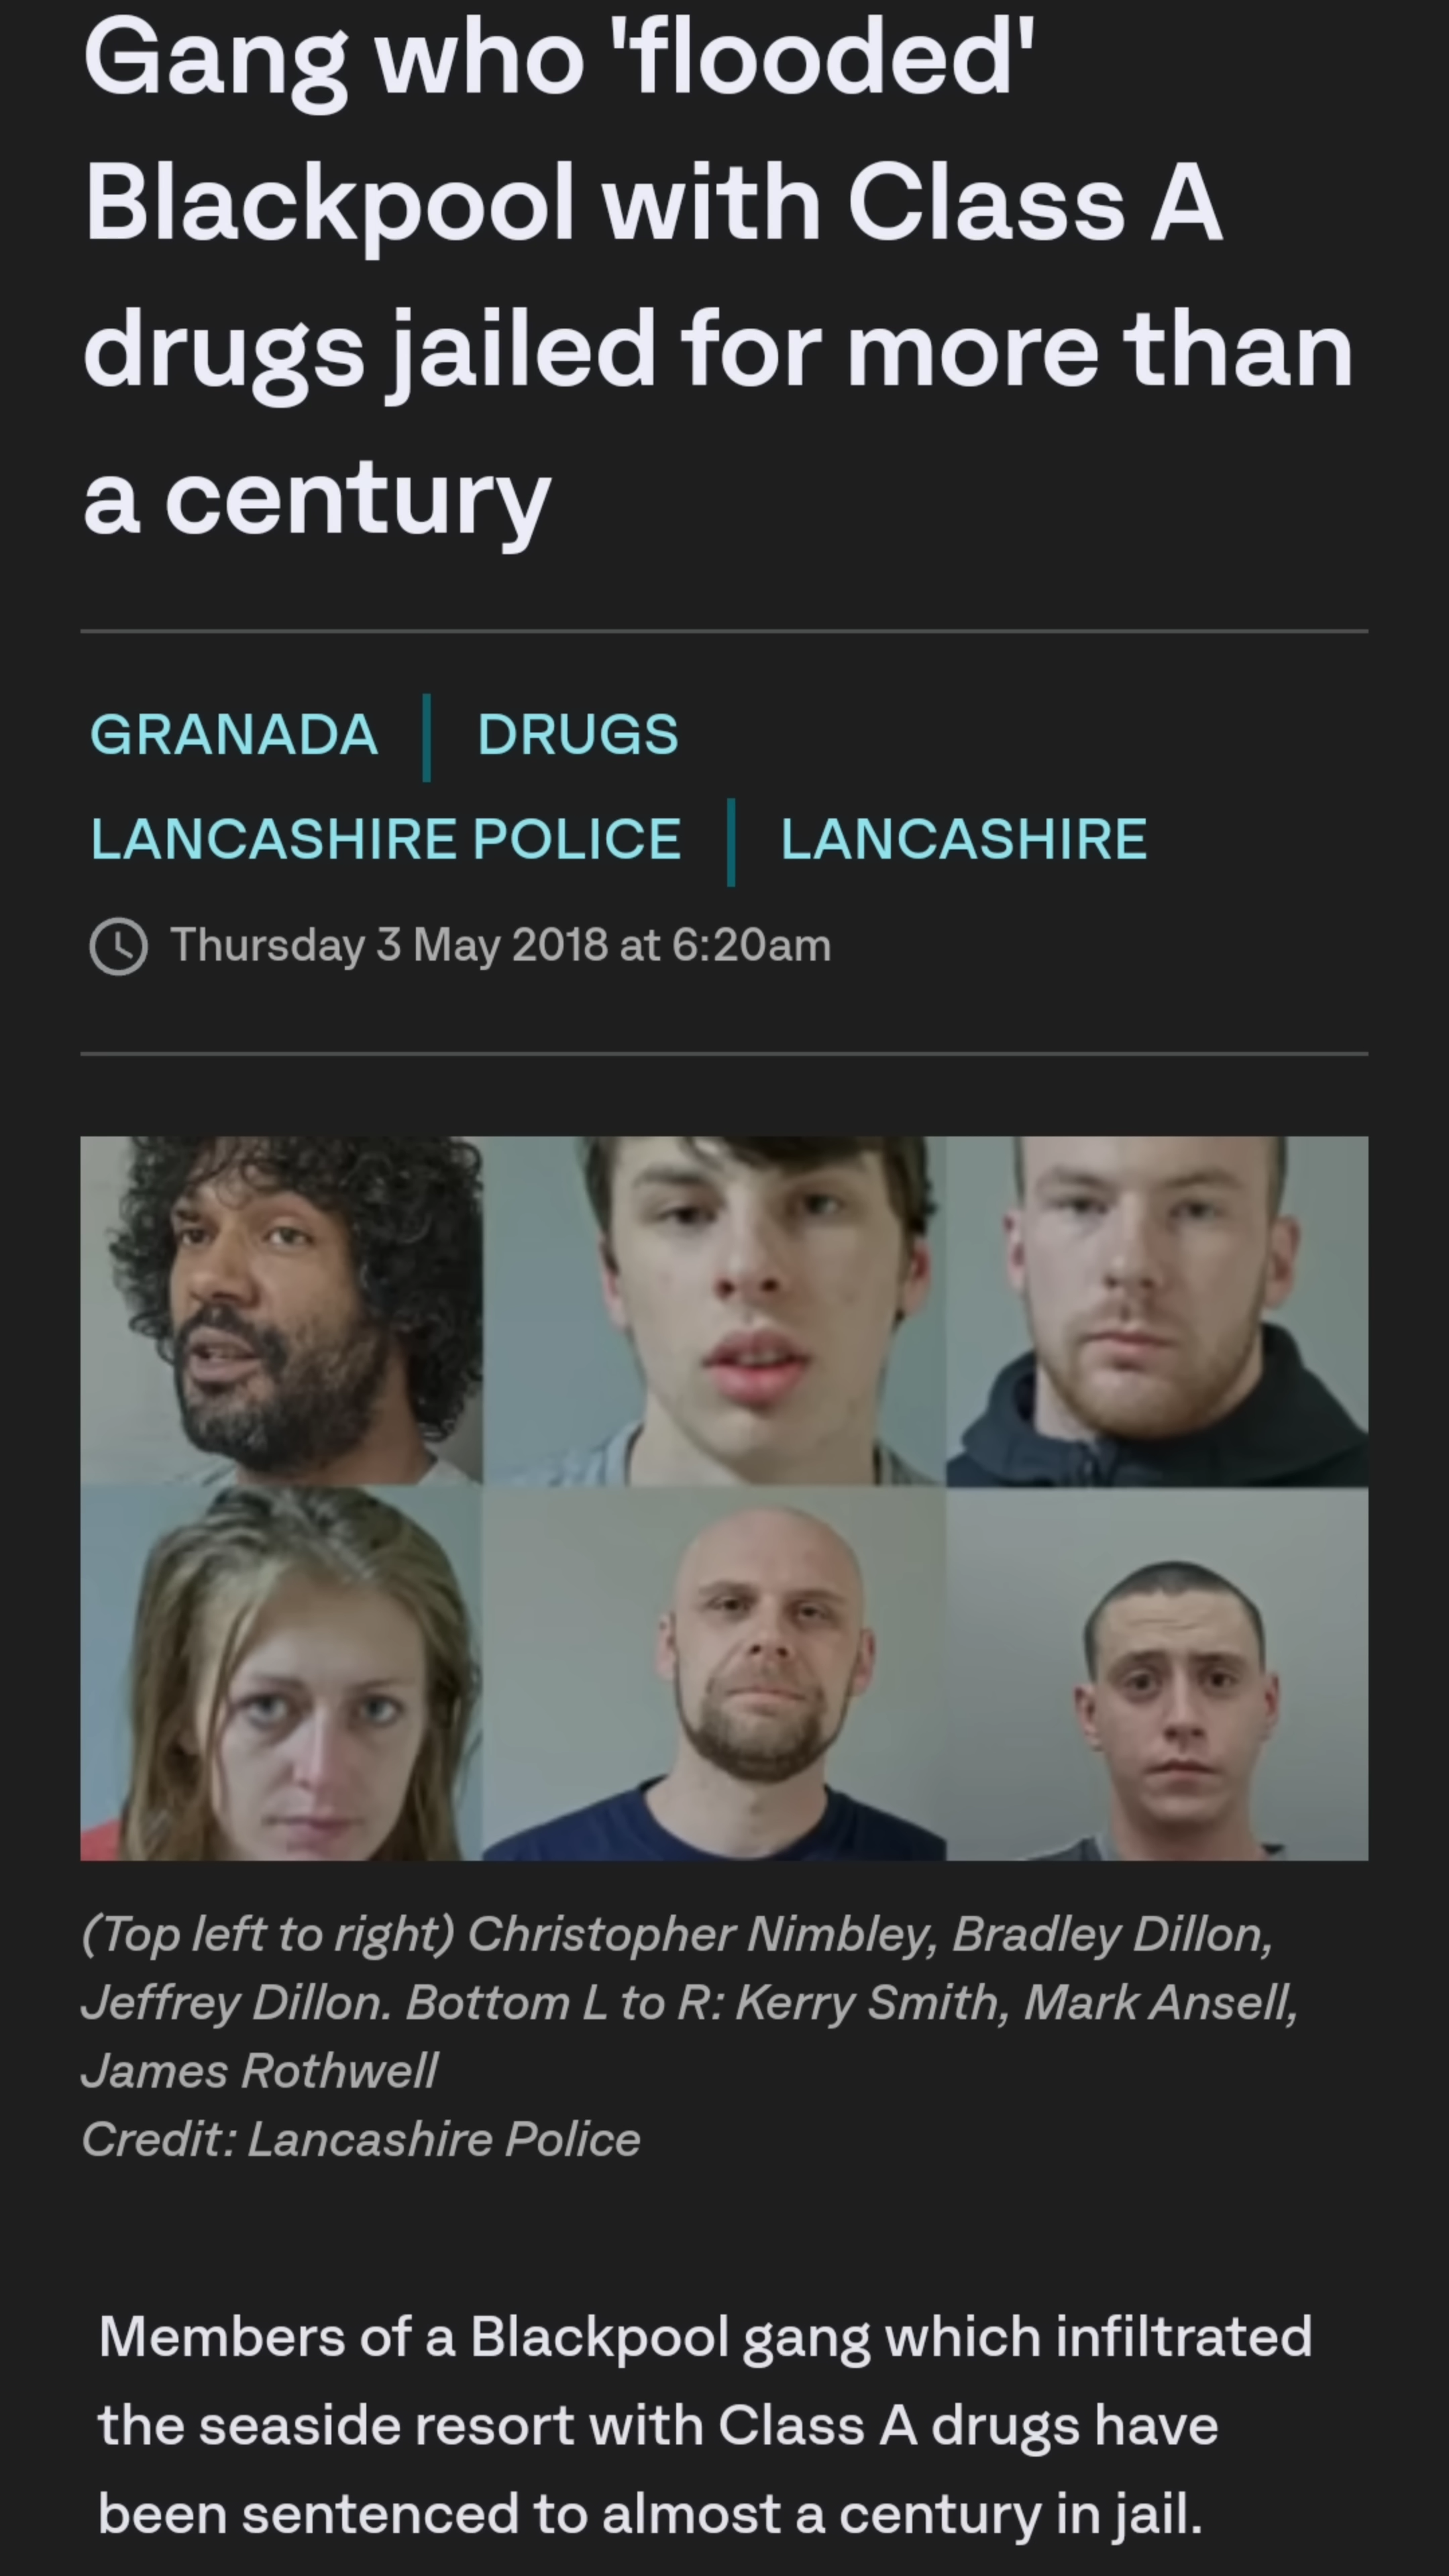 Gang who 'flooded'
Blackpool with Class A
drugs jailed for more than
a century
GRANADA | DRUGS
LANCASHIRE POLICE | LANCASHIRE
Thursday 3 May 2018 at 6:20am
(Top left to right) Christopher Nimbley, Bradley Dillon,
Jeffrey Dillon. Bottom L to R: Kerry Smith, Mark Ansell,
James Rothwell
Credit: Lancashire Police
Members of a Blackpool gang which infiltrated
the seaside resort with Class A drugs have
been sentenced to almost a century in jail.